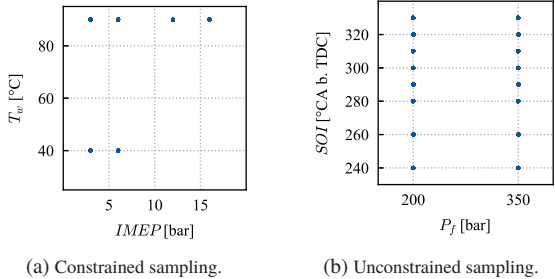 80
60
40
T_w [°C]
5 10 15
IMEP [bar]
(a) Constrained sampling.
320
300
280
260
240
SOI [°CA b. TDC]
200 350
P_f [bar]
(b) Unconstrained sampling.